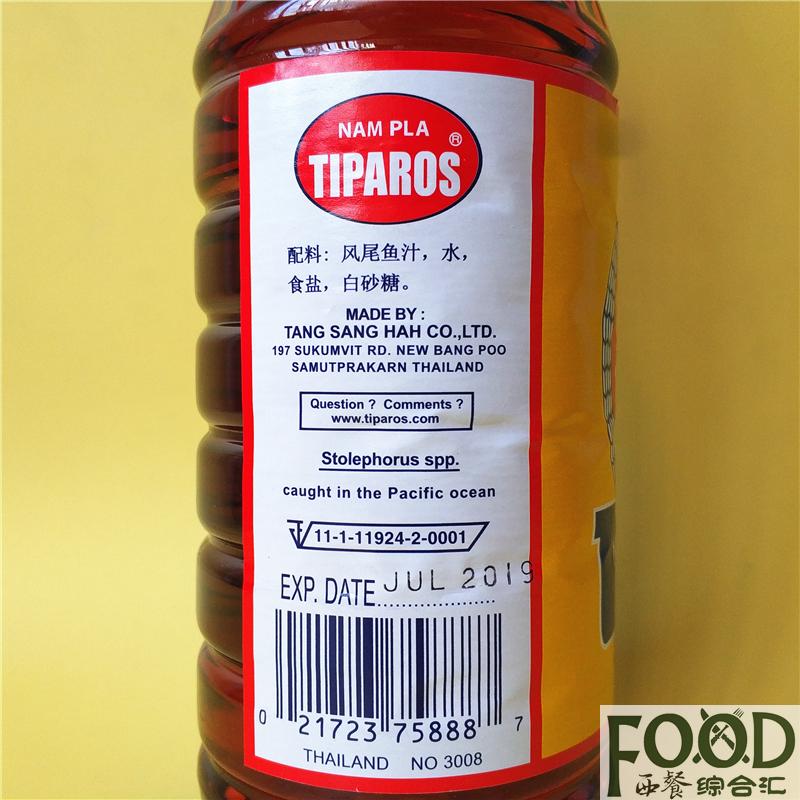 NAM PLA
TIPAROS®
配料：风尾鱼汁，水，
食盐，白砂糖。
MADE BY :
TANG SANG HAH CO.,LTD.
197 SUKUMVIT RD. NEW BANG POO
SAMUTPRAKARN THAILAND
Question ? Comments ?
www.tiparos.com
Stolephorus spp.
caught in the Pacific ocean
11-1-11924-2-0001
EXP. DATE JUL 2019
0 21723 75888 7
THAILAND NO 3008
FOOD
西餐综合汇